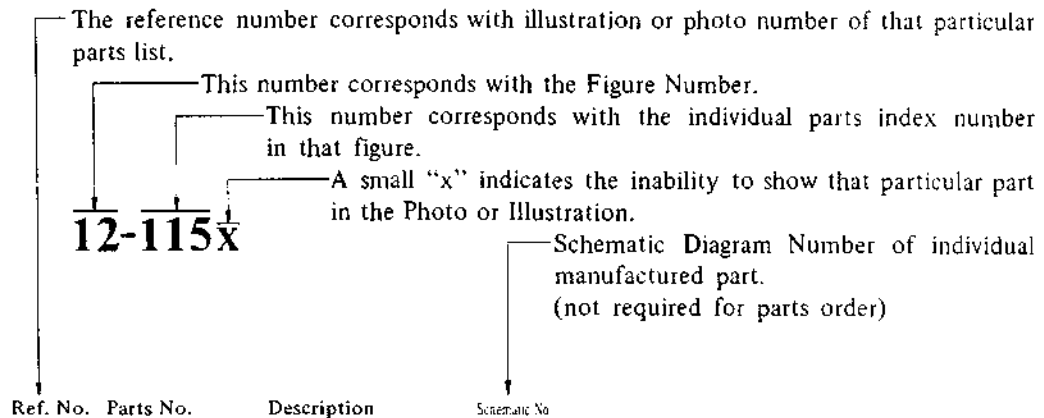 The reference number corresponds with illustration or photo number of that particular
parts list.
This number corresponds with the Figure Number.
This number corresponds with the individual parts index number
in that figure.
A small “x” indicates the inability to show that particular part
in the Photo or Illustration.
12-115x
Schematic Diagram Number of individual
manufactured part.
(not required for parts order)
Ref. No. Parts No. Description Schematic No